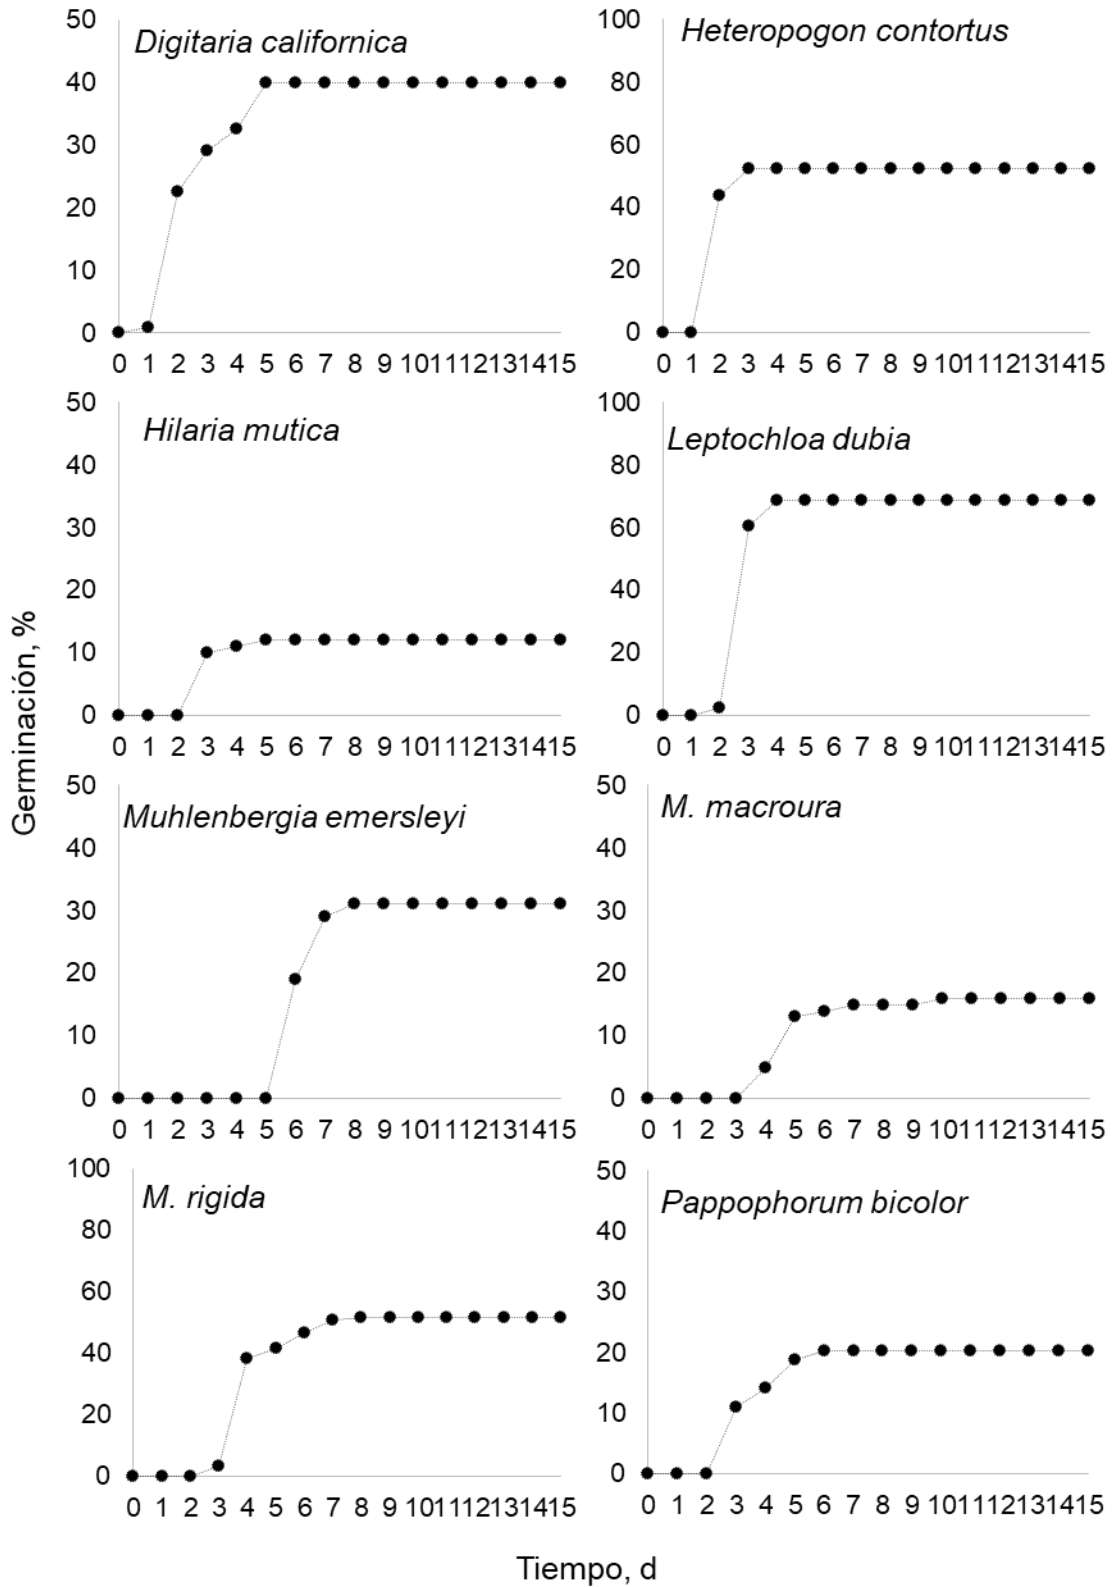 Germinación, %
Digitaria californica
50
40
30
20
10
0
0 1 2 3 4 5 6 7 8 9 10 11 12 13 14 15
Heteropogon contortus
100
80
60
40
20
0
0 1 2 3 4 5 6 7 8 9 10 11 12 13 14 15
Hilaria mutica
50
40
30
20
10
0
0 1 2 3 4 5 6 7 8 9 10 11 12 13 14 15
Leptochloa dubia
100
80
60
40
20
0
0 1 2 3 4 5 6 7 8 9 10 11 12 13 14 15
Muhlenbergia emersleyi
50
40
30
20
10
0
0 1 2 3 4 5 6 7 8 9 10 11 12 13 14 15
M. macroura
50
40
30
20
10
0
0 1 2 3 4 5 6 7 8 9 10 11 12 13 14 15
M. rigida
100
80
60
40
20
0
0 1 2 3 4 5 6 7 8 9 10 11 12 13 14 15
Pappophorum bicolor
50
40
30
20
10
0
0 1 2 3 4 5 6 7 8 9 10 11 12 13 14 15
Tiempo, d